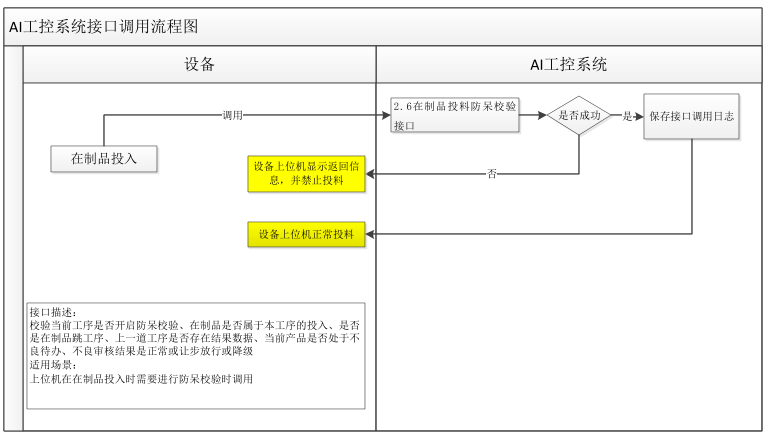 AI工控系统接口调用流程图
设备
AI工控系统
调用
2.6在制品投料防呆校验
接口
是否成功
是
保存接口调用日志
在制品投入
设备上位机显示返回信
息，并禁止投料
否
设备上位机正常投料
接口描述：
校验当前工序是否开启防呆校验、在制品是否属于本工序的投入、是否
是在制品跳工序、上一道工序是否存在结果数据、当前产品是否处于不
良待办、不良审核结果是正常或让步放行或降级
适用场景：
上位机在在制品投入时需要进行防呆校验时调用